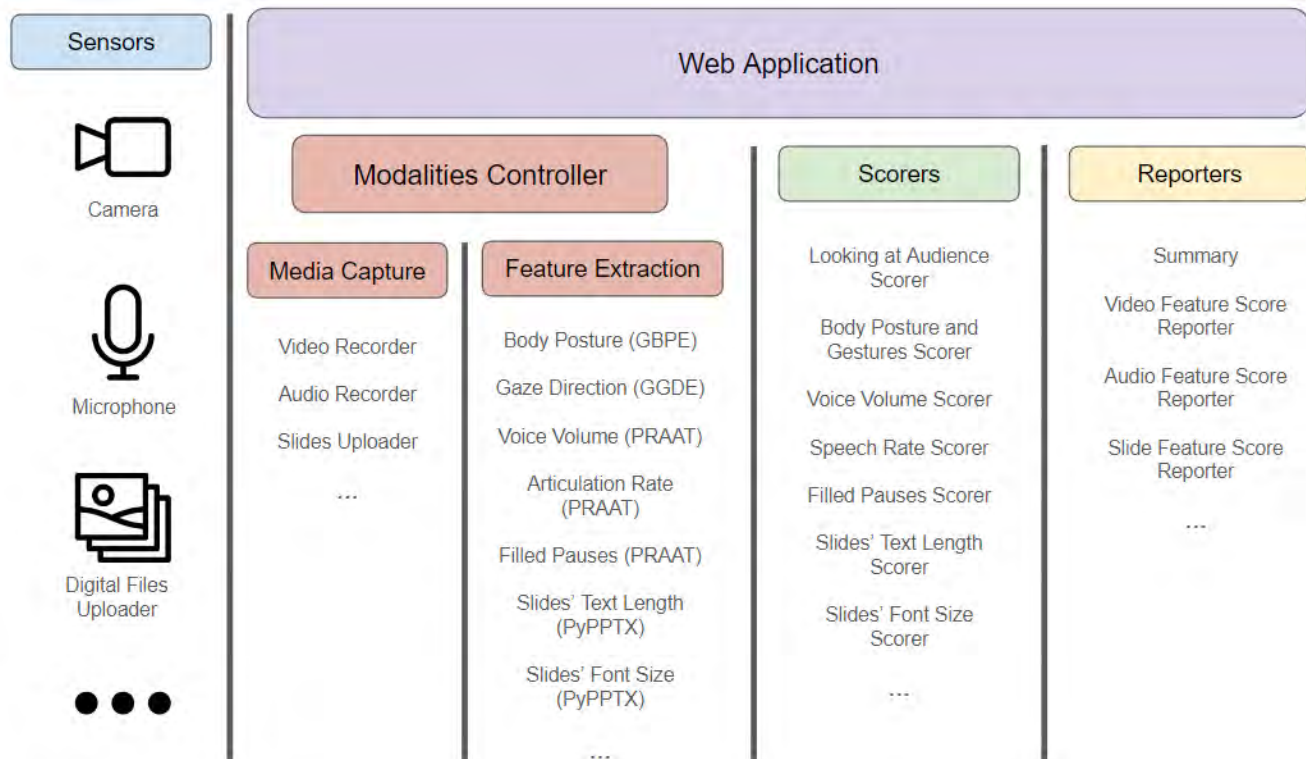 Sensors
Camera
Microphone
Digital Files
Uploader
Web Application
Modalities Controller
Media Capture
Video Recorder
Audio Recorder
Slides Uploader
...
Feature Extraction
Body Posture (GBPE)
Gaze Direction (GGDE)
Voice Volume (PRAAT)
Articulation Rate
(PRAAT)
Filled Pauses (PRAAT)
Slides’ Text Length
(PyPPTX)
Slides’ Font Size
(PyPPTX)
...
Scorers
Looking at Audience
Scorer
Body Posture and
Gestures Scorer
Voice Volume Scorer
Speech Rate Scorer
Filled Pauses Scorer
Slides’ Text Length
Scorer
Slides’ Font Size
Scorer
...
Reporters
Summary
Video Feature Score
Reporter
Audio Feature Score
Reporter
Slide Feature Score
Reporter
...